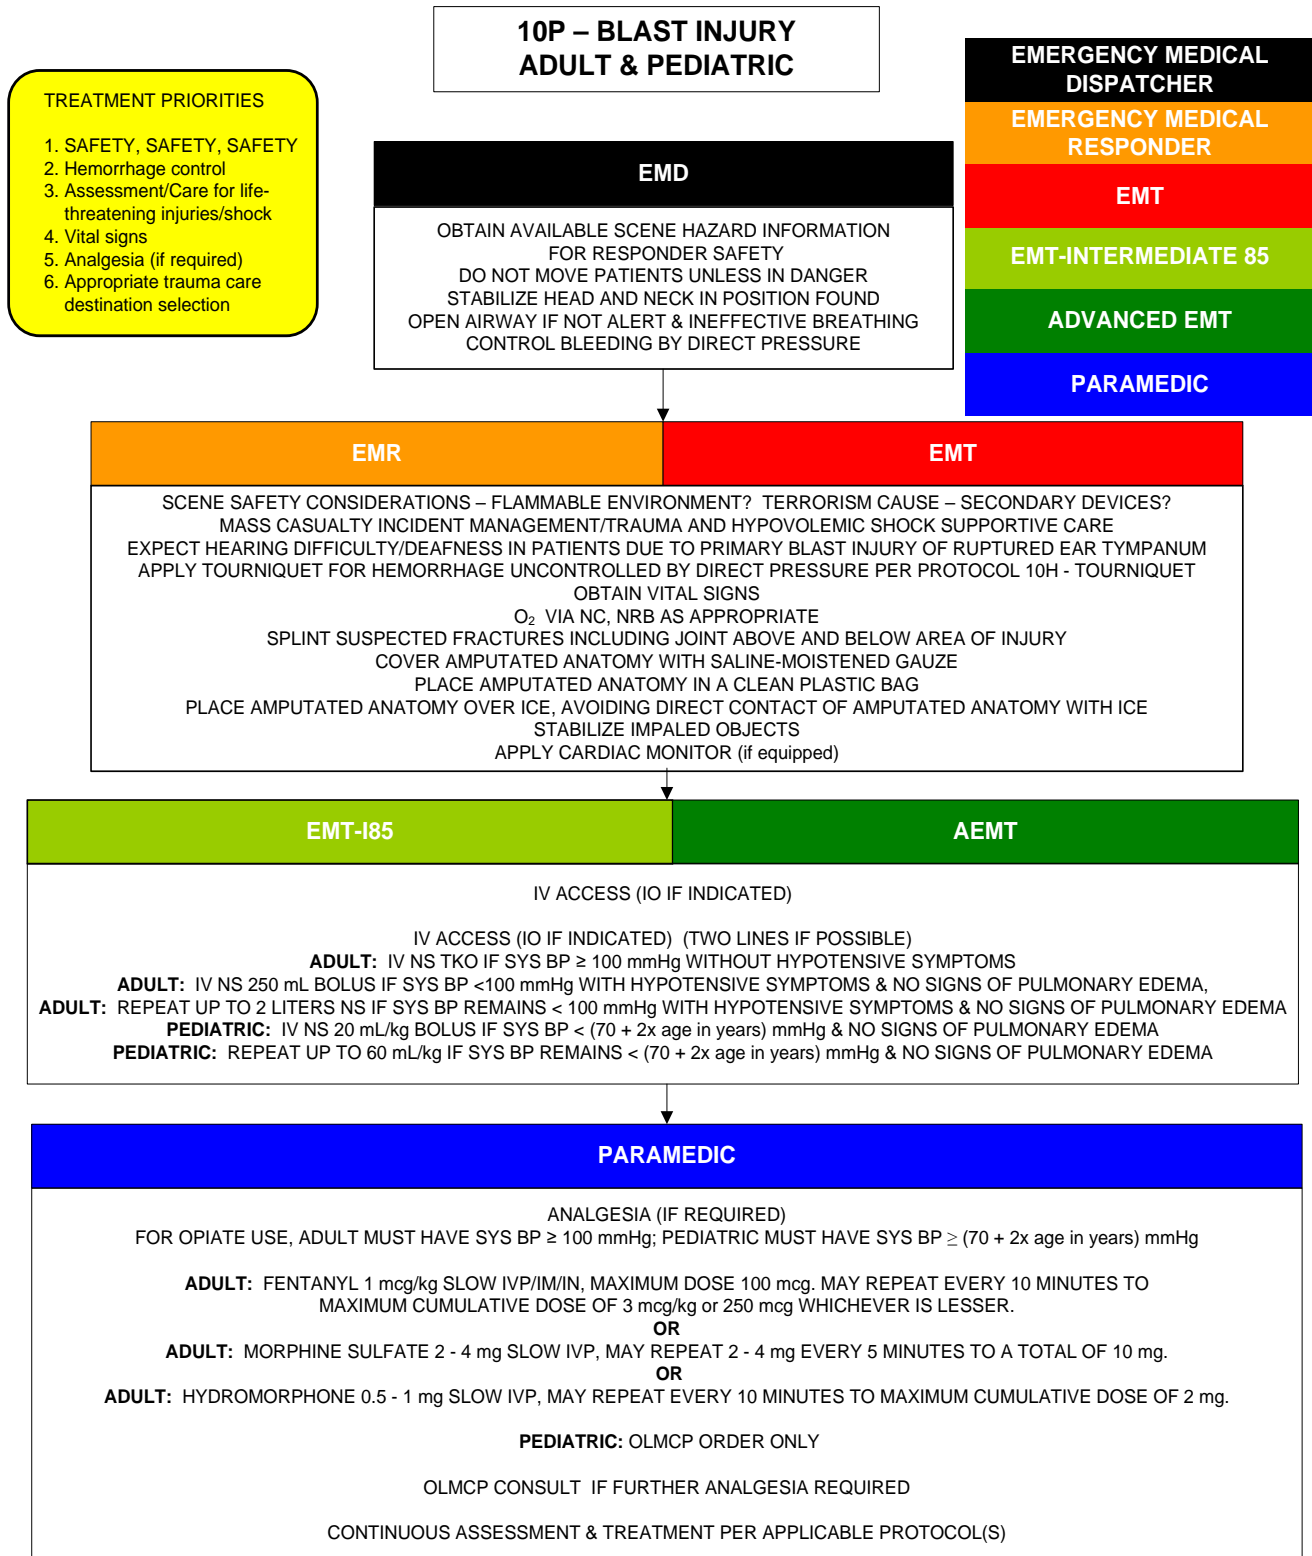 10P – BLAST INJURY
ADULT & PEDIATRIC
TREATMENT PRIORITIES
1. SAFETY, SAFETY, SAFETY
2. Hemorrhage control
3. Assessment/Care for life-
threatening injuries/shock
4. Vital signs
5. Analgesia (if required)
6. Appropriate trauma care
destination selection
EMERGENCY MEDICAL
DISPATCHER
EMERGENCY MEDICAL
RESPONDER
EMT
EMT-INTERMEDIATE 85
ADVANCED EMT
PARAMEDIC
EMD
OBTAIN AVAILABLE SCENE HAZARD INFORMATION
FOR RESPONDER SAFETY
DO NOT MOVE PATIENTS UNLESS IN DANGER
STABILIZE HEAD AND NECK IN POSITION FOUND
OPEN AIRWAY IF NOT ALERT & INEFFECTIVE BREATHING
CONTROL BLEEDING BY DIRECT PRESSURE
EMR
EMT
SCENE SAFETY CONSIDERATIONS – FLAMMABLE ENVIRONMENT? TERRORISM CAUSE – SECONDARY DEVICES?
MASS CASUALTY INCIDENT MANAGEMENT/TRAUMA AND HYPOVOLEMIC SHOCK SUPPORTIVE CARE
EXPECT HEARING DIFFICULTY/DEAFNESS IN PATIENTS DUE TO PRIMARY BLAST INJURY OF RUPTURED EAR TYMPANUM
APPLY TOURNIQUET FOR HEMORRHAGE UNCONTROLLED BY DIRECT PRESSURE PER PROTOCOL 10H - TOURNIQUET
OBTAIN VITAL SIGNS
O₂ VIA NC, NRB AS APPROPRIATE
SPLINT SUSPECTED FRACTURES INCLUDING JOINT ABOVE AND BELOW AREA OF INJURY
COVER AMPUTATED ANATOMY WITH SALINE-MOISTENED GAUZE
PLACE AMPUTATED ANATOMY IN A CLEAN PLASTIC BAG
PLACE AMPUTATED ANATOMY OVER ICE, AVOIDING DIRECT CONTACT OF AMPUTATED ANATOMY WITH ICE
STABILIZE IMPALED OBJECTS
APPLY CARDIAC MONITOR (if equipped)
EMT-I85
AEMT
IV ACCESS (IO IF INDICATED)
IV ACCESS (IO IF INDICATED) (TWO LINES IF POSSIBLE)
ADULT: IV NS TKO IF SYS BP ≥ 100 mmHg WITHOUT HYPOTENSIVE SYMPTOMS
ADULT: IV NS 250 mL BOLUS IF SYS BP <100 mmHg WITH HYPOTENSIVE SYMPTOMS & NO SIGNS OF PULMONARY EDEMA,
ADULT: REPEAT UP TO 2 LITERS NS IF SYS BP REMAINS < 100 mmHg WITH HYPOTENSIVE SYMPTOMS & NO SIGNS OF PULMONARY EDEMA
PEDIATRIC: IV NS 20 mL/kg BOLUS IF SYS BP < (70 + 2x age in years) mmHg & NO SIGNS OF PULMONARY EDEMA
PEDIATRIC: REPEAT UP TO 60 mL/kg IF SYS BP REMAINS < (70 + 2x age in years) mmHg & NO SIGNS OF PULMONARY EDEMA
PARAMEDIC
ANALGESIA (IF REQUIRED)
FOR OPIATE USE, ADULT MUST HAVE SYS BP ≥ 100 mmHg; PEDIATRIC MUST HAVE SYS BP ≥ (70 + 2x age in years) mmHg
ADULT: FENTANYL 1 mcg/kg SLOW IVP/IM/IN, MAXIMUM DOSE 100 mcg. MAY REPEAT EVERY 10 MINUTES TO
MAXIMUM CUMULATIVE DOSE OF 3 mcg/kg or 250 mcg WHICHEVER IS LESSER.
OR
ADULT: MORPHINE SULFATE 2 - 4 mg SLOW IVP, MAY REPEAT 2 - 4 mg EVERY 5 MINUTES TO A TOTAL OF 10 mg.
OR
ADULT: HYDROMORPHONE 0.5 - 1 mg SLOW IVP, MAY REPEAT EVERY 10 MINUTES TO MAXIMUM CUMULATIVE DOSE OF 2 mg.
PEDIATRIC: OLMCP ORDER ONLY
OLMCP CONSULT IF FURTHER ANALGESIA REQUIRED
CONTINUOUS ASSESSMENT & TREATMENT PER APPLICABLE PROTOCOL(S)